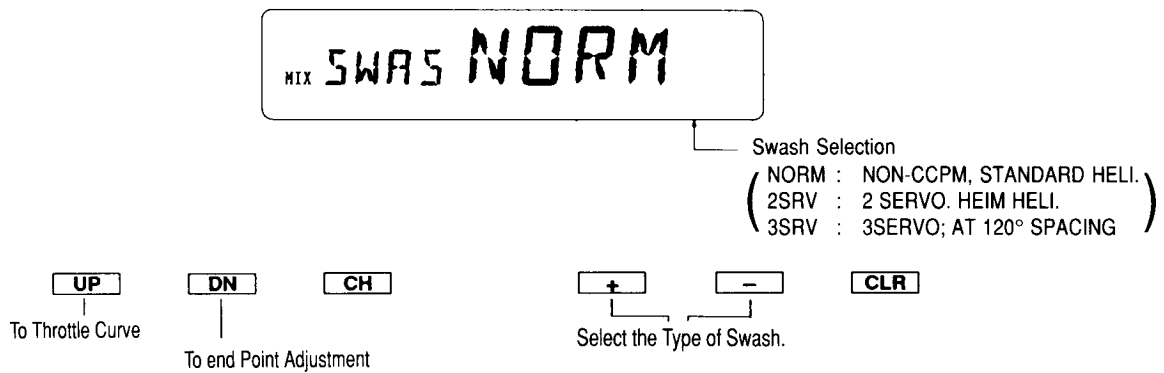 MIX SWAS NORM
Swash Selection
( NORM : NON-CCPM, STANDARD HELI.
2SRV : 2 SERVO. HEIM HELI.
3SRV : 3SERVO; AT 120° SPACING )
UP DN CH + − CLR
To Throttle Curve
Select the Type of Swash.
To end Point Adjustment